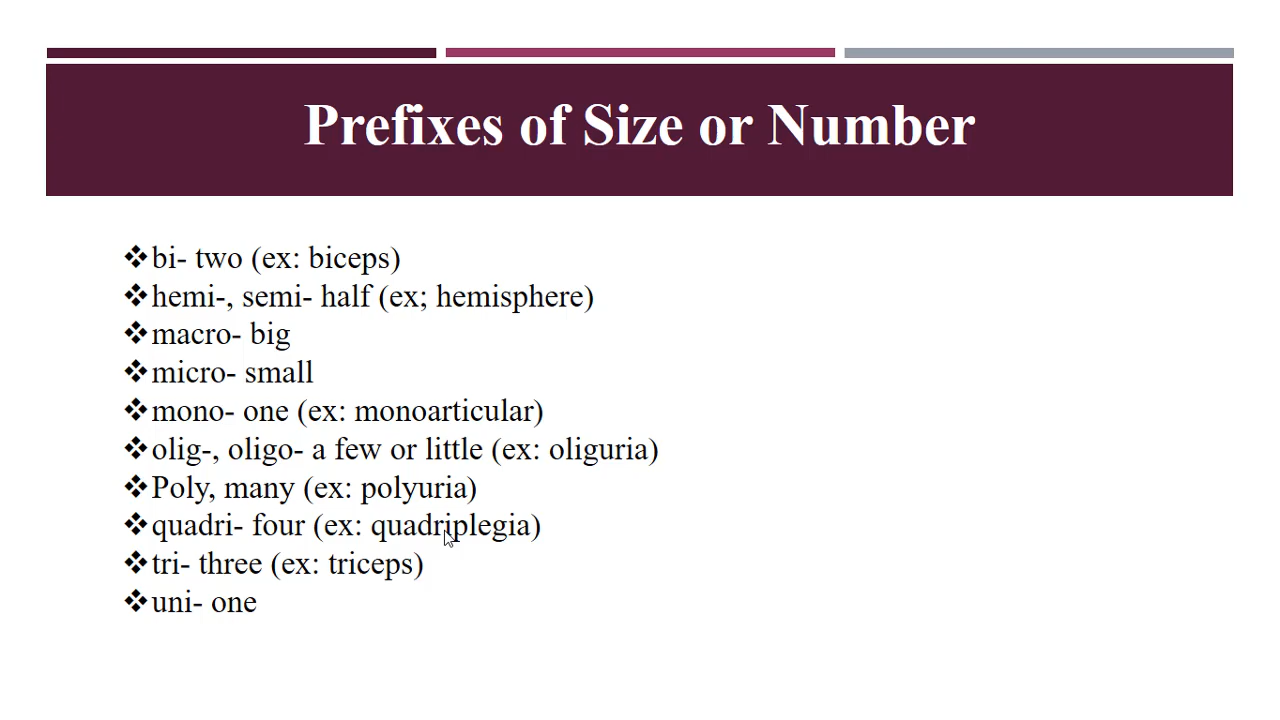 Prefixes of Size or Number
❖bi- two (ex: biceps)
❖hemi-, semi- half (ex; hemisphere)
❖macro- big
❖micro- small
❖mono- one (ex: monoarticular)
❖olig-, oligo- a few or little (ex: oliguria)
❖Poly, many (ex: polyuria)
❖quadri- four (ex: quadriplegia)
❖tri- three (ex: triceps)
❖uni- one